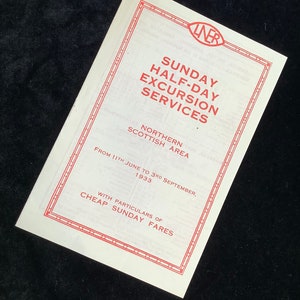 LNER
SUNDAY
HALF-DAY
EXCURSION
SERVICES
NORTHERN
SCOTTISH AREA
FROM 11TH JUNE TO 3RD SEPTEMBER
1933
WITH PARTICULARS OF
CHEAP SUNDAY FARES